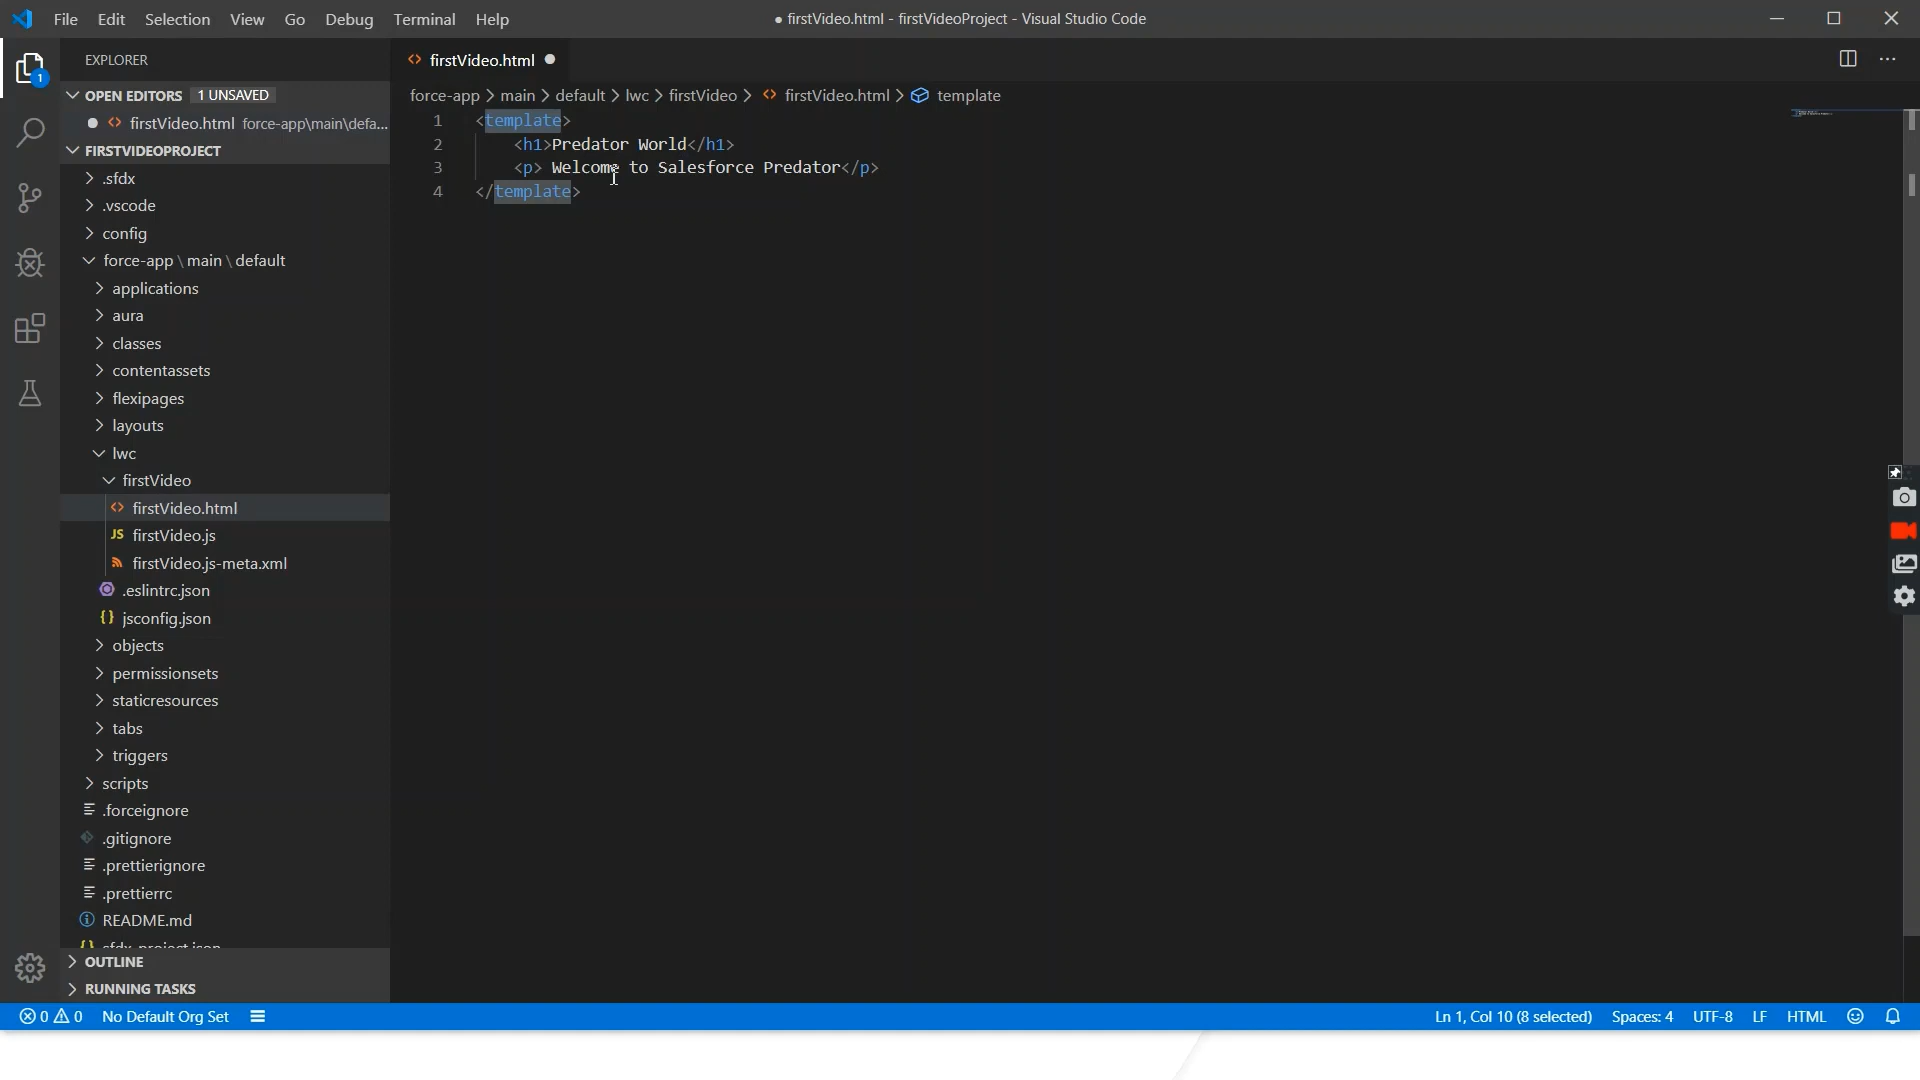 File Edit Selection View Go Debug Terminal Help
● firstVideo.html - firstVideoProject - Visual Studio Code
EXPLORER
OPEN EDITORS 1 UNSAVED
firstVideo.html force-app\main\defa...
FIRSTVIDEOPROJECT
.sfdx
.vscode
config
force-app \ main \ default
applications
aura
classes
contentassets
flexipages
layouts
lwc
firstVideo
firstVideo.html
JS firstVideo.js
firstVideo.js-meta.xml
.eslintrc.json
{} jsconfig.json
objects
permissionsets
staticresources
tabs
triggers
scripts
.forceignore
.gitignore
.prettierignore
.prettierrc
README.md
{} sfdx-project.json
OUTLINE
RUNNING TASKS
1
firstVideo.html
force-app > main > default > lwc > firstVideo > firstVideo.html > template
1 <template>
2 <h1>Predator World</h1>
3 <p> Welcome to Salesforce Predator</p>
4 </template>
0 0 No Default Org Set
Ln 1, Col 10 (8 selected) Spaces: 4 UTF-8 LF HTML